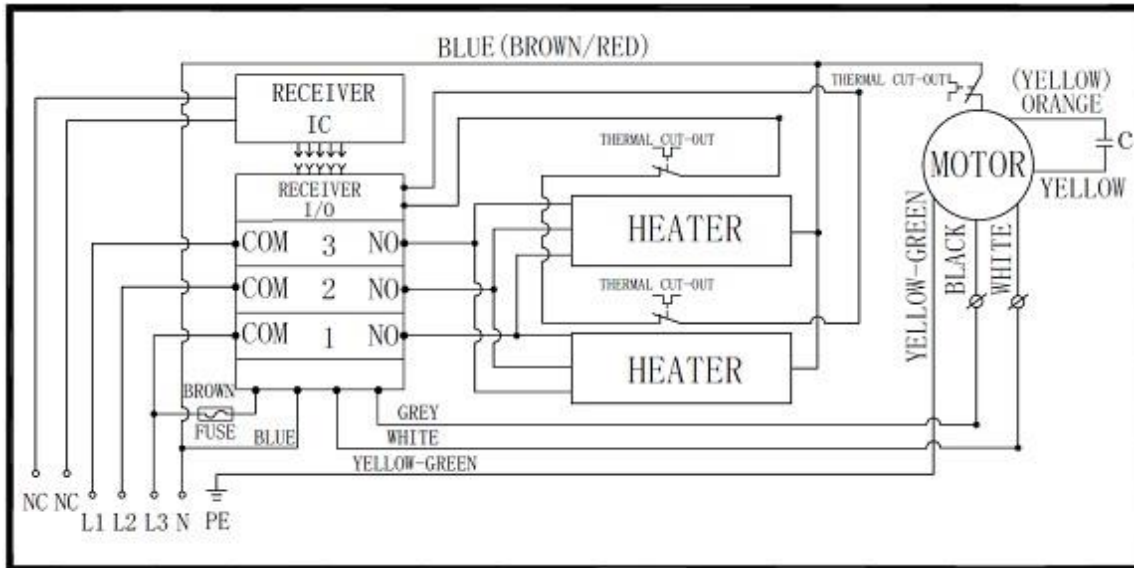 BLUE(BROWN/RED)
RECEIVER
IC
THERMAL CUT-OUT
(YELLOW)
ORANGE
C
MOTOR
YELLOW
THERMAL CUT-OUT
RECEIVER
I/O
HEATER
COM 3 NO
COM 2 NO
COM 1 NO
THERMAL CUT-OUT
HEATER
YELLOW-GREEN
BLACK
WHITE
BROWN
FUSE
BLUE
GREY
WHITE
YELLOW-GREEN
NC NC L1 L2 L3 N PE